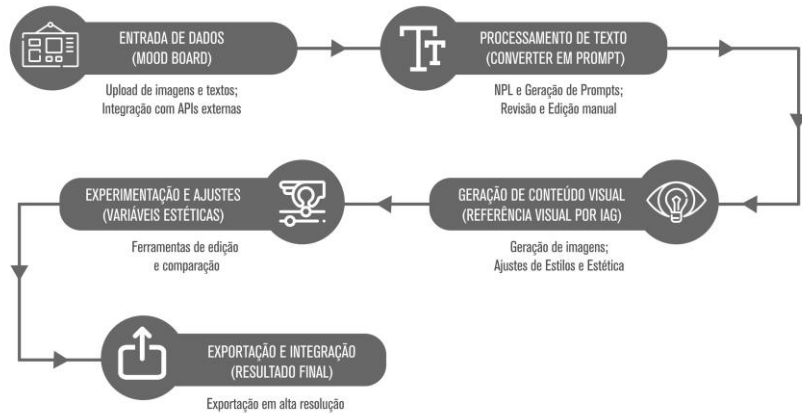 ENTRADA DE DADOS
(MOOD BOARD)
Upload de imagens e textos;
Integração com APIs externas
TT
PROCESSAMENTO DE TEXTO
(CONVERTER EM PROMPT)
NPL e Geração de Prompts;
Revisão e Edição manual
GERAÇÃO DE CONTEÚDO VISUAL
(REFERÊNCIA VISUAL POR IAG)
Geração de imagens;
Ajustes de Estilos e Estética
EXPERIMENTAÇÃO E AJUSTES
(VARIÁVEIS ESTÉTICAS)
Ferramentas de edição
e comparação
EXPORTAÇÃO E INTEGRAÇÃO
(RESULTADO FINAL)
Exportação em alta resolução